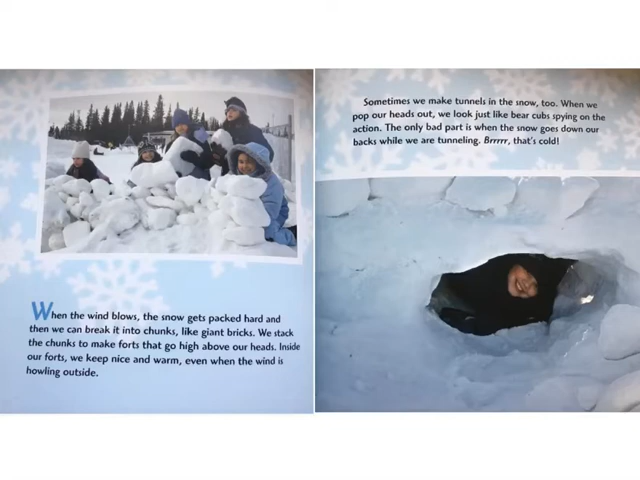 When the wind blows, the snow gets packed hard and
then we can break it into chunks, like giant bricks. We stack
the chunks to make forts that go high above our heads. Inside
our forts, we keep nice and warm, even when the wind is
howling outside.
Sometimes we make tunnels in the snow, too. When we
pop our heads out, we look just like bear cubs spying on the
action. The only bad part is when the snow goes down our
backs while we are tunneling. Brrrrr, that's cold!